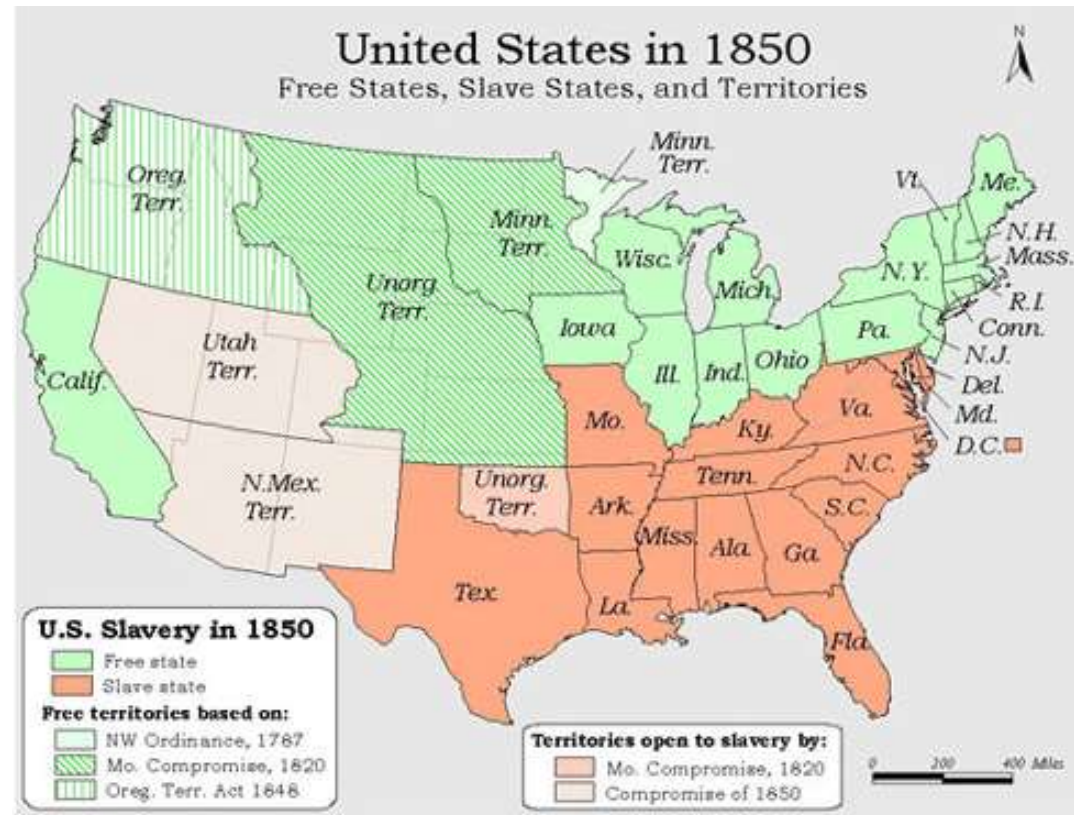 United States in 1850
Free States, Slave States, and Territories
N
Minn.
Terr.
Oreg.
Terr.
Vt.
Me.
Minn.
Terr.
N.H.
Mass.
Wisc.
N.Y.
Unorg
Terr.
Mich.
R.I.
Conn.
Iowa
Pa.
N.J.
Utah
Terr.
Calif.
Ill.
Ind.
Ohio
Del.
Md.
D.C.
Mo.
Ky.
Va.
N.Mex.
Terr.
Unorg.
Terr.
Tenn.
N.C.
Ark.
S.C.
Miss.
Ala.
Ga.
Tex.
La.
Fla.
U.S. Slavery in 1850
Free state
Slave state
Free territories based on:
NW Ordinance, 1787
Mo. Compromise, 1820
Oreg. Terr. Act 1848
Territories open to slavery by:
Mo. Compromise, 1820
Compromise of 1850
0 200 400 Miles